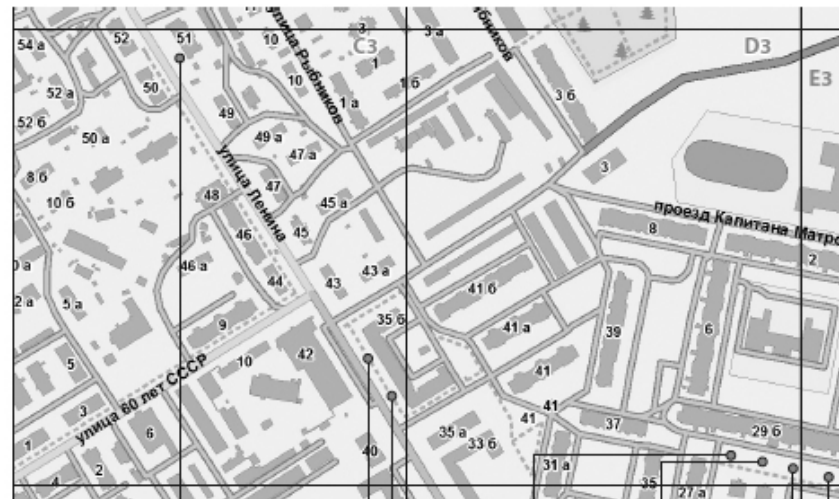 54 а
52
51
10
3
3 а
C3
D3
E3
улица Рыбников
10
1
52 а
50
1 а
1 б
3 б
49
52 б
50 а
49 а
47 а
3
8 б
улица Ленина
47
48
45 а
10 б
проезд Капитана Матро
46
45
8
2
46 а
43 а
43
44
41 б
5 а
2 а
35 б
9
41 а
39
6
42
10
5
41
улица 60 лет СССР
3
41
41
37
1
6
35 а
33 б
29 б
40
2
31 а
4
35
27 а